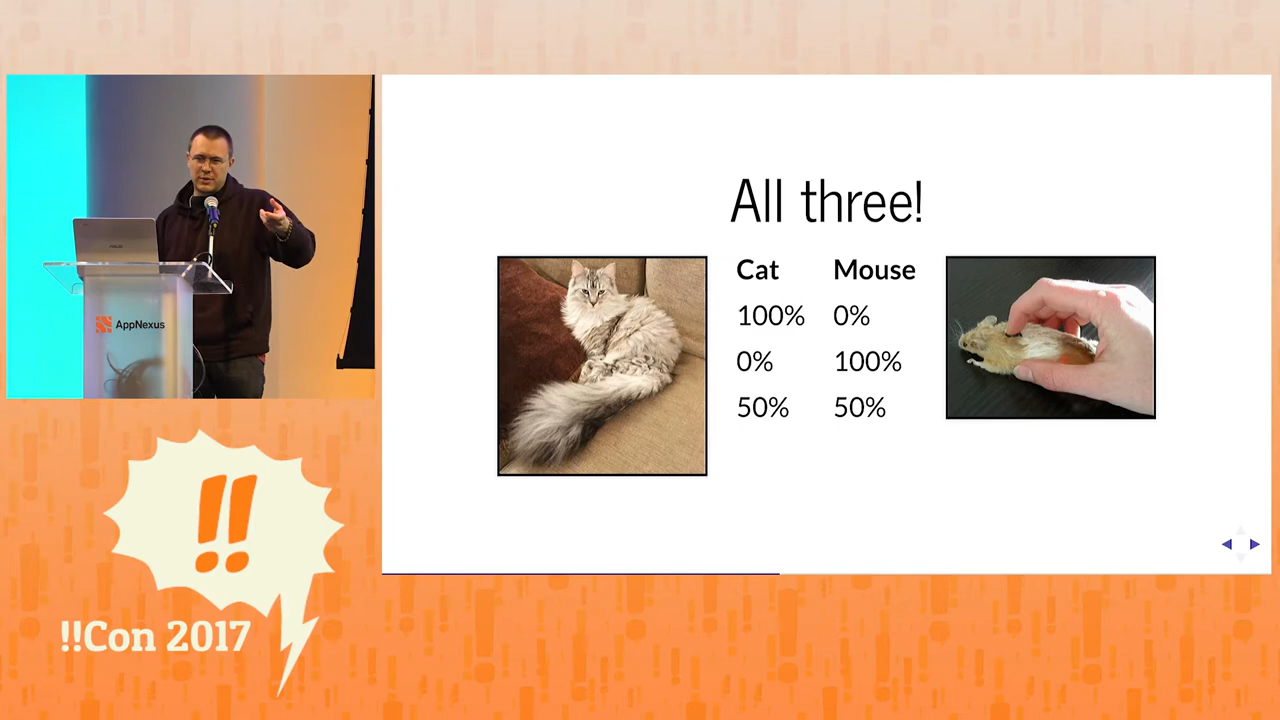 All three!
Cat Mouse
100% 0%
0% 100%
50% 50%
AppNexus
!!
!!Con 2017